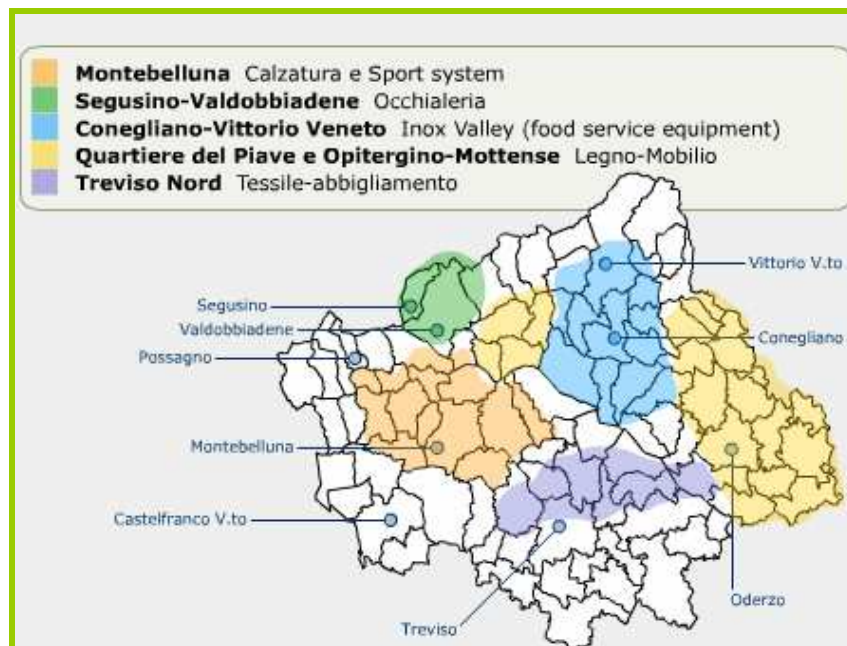 Montebelluna Calzatura e Sport system
Segusino-Valdobbiadene Occhialeria
Conegliano-Vittorio Veneto Inox Valley (food service equipment)
Quartiere del Piave e Opitergino-Mottense Legno-Mobilio
Treviso Nord Tessile-abbigliamento
Vittorio V.to
Segusino
Valdobbiadene
Conegliano
Possagno
Montebelluna
Castelfranco V.to
Oderzo
Treviso